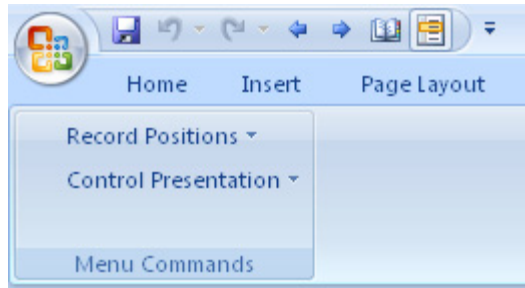 Home Insert Page Layout
Record Positions
Control Presentation
Menu Commands